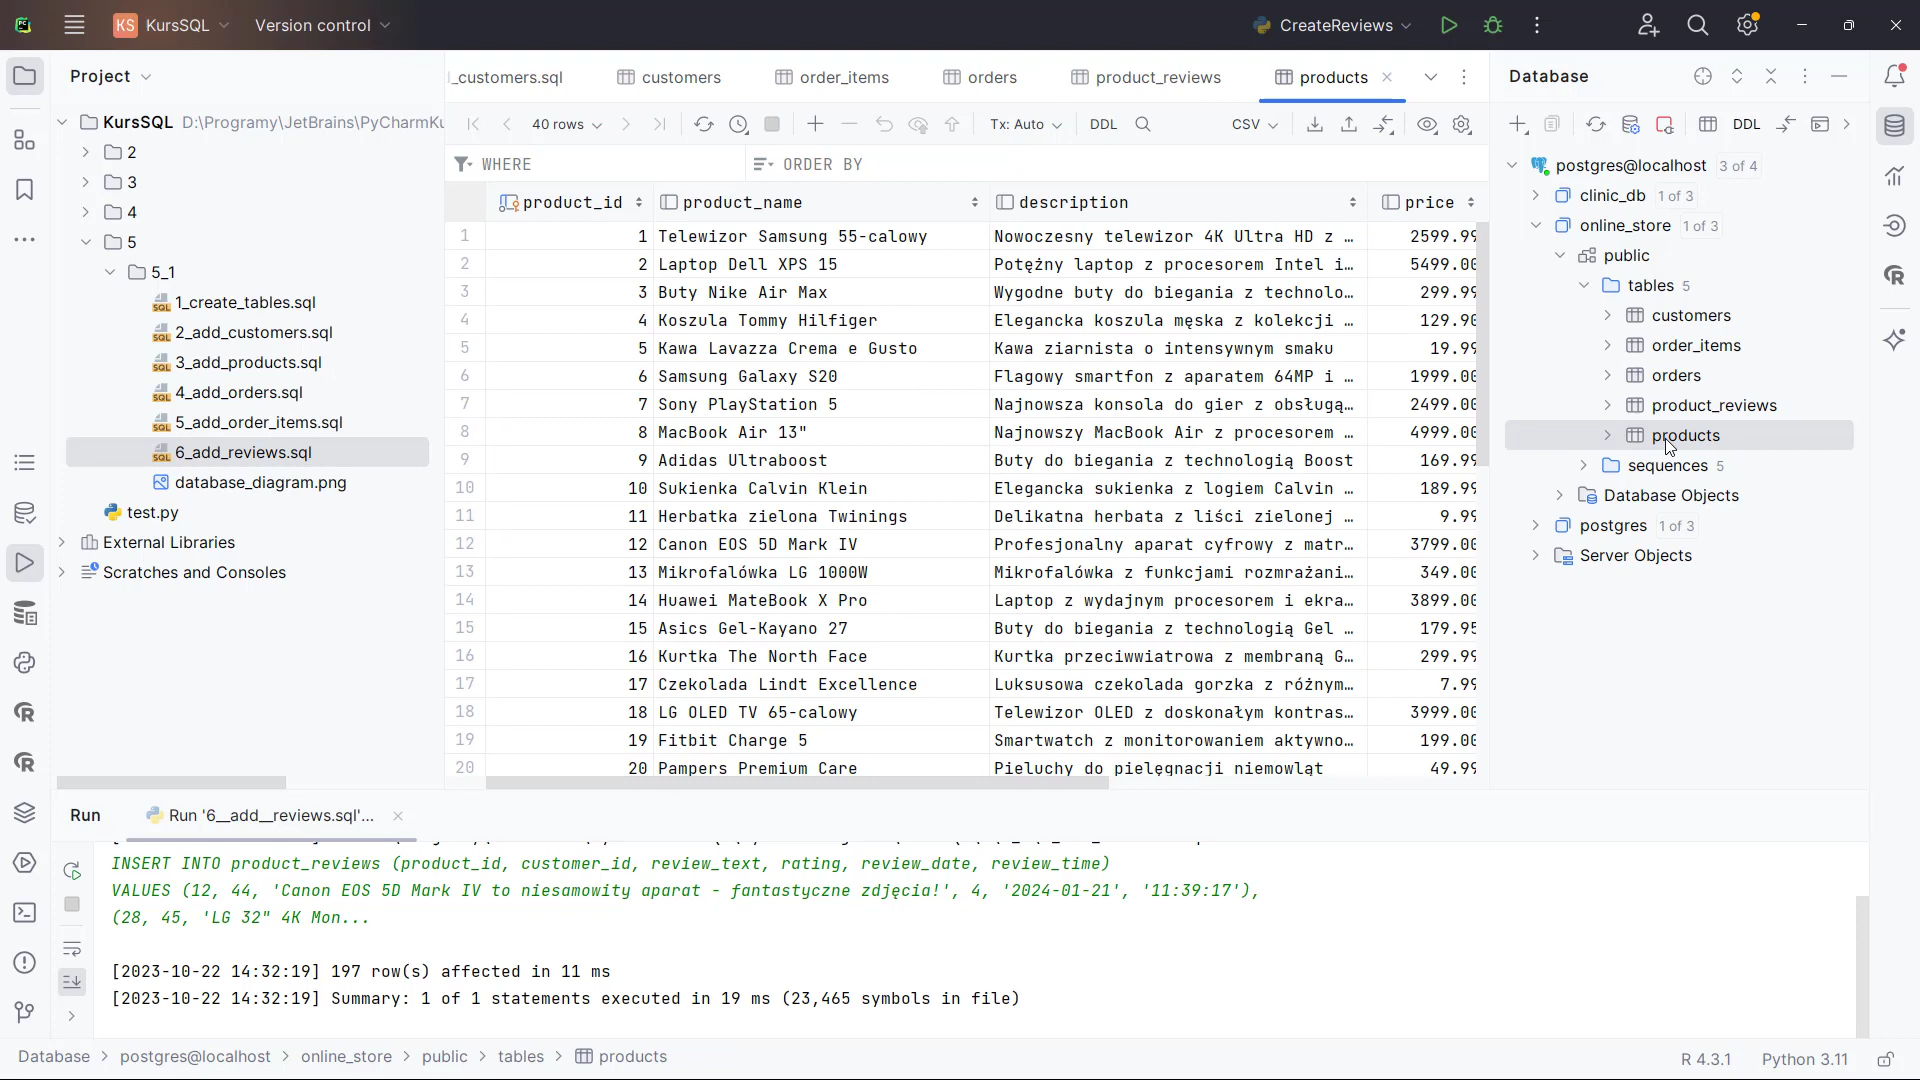 KS KursSQL Version control CreateReviews
Project
KursSQL D:\Programy\JetBrains\PyCharmKu
2
3
4
5
5_1
1_create_tables.sql
2_add_customers.sql
3_add_products.sql
4_add_orders.sql
5_add_order_items.sql
6_add_reviews.sql
database_diagram.png
test.py
External Libraries
Scratches and Consoles
_customers.sql customers order_items orders product_reviews products
40 rows Tx: Auto DDL CSV
WHERE ORDER BY
product_id product_name description price
1 1 Telewizor Samsung 55-calowy Nowoczesny telewizor 4K Ultra HD z … 2599.99
2 2 Laptop Dell XPS 15 Potężny laptop z procesorem Intel i… 5499.00
3 3 Buty Nike Air Max Wygodne buty do biegania z technolo… 299.99
4 4 Koszula Tommy Hilfiger Elegancka koszula męska z kolekcji … 129.90
5 5 Kawa Lavazza Crema e Gusto Kawa ziarnista o intensywnym smaku 19.99
6 6 Samsung Galaxy S20 Flagowy smartfon z aparatem 64MP i … 1999.00
7 7 Sony PlayStation 5 Najnowsza konsola do gier z obsługą… 2499.00
8 8 MacBook Air 13" Najnowszy MacBook Air z procesorem … 4999.00
9 9 Adidas Ultraboost Buty do biegania z technologią Boost 169.99
10 10 Sukienka Calvin Klein Elegancka sukienka z logiem Calvin … 189.99
11 11 Herbatka zielona Twinings Delikatna herbata z liści zielonej … 9.99
12 12 Canon EOS 5D Mark IV Profesjonalny aparat cyfrowy z matr… 3799.00
13 13 Mikrofalówka LG 1000W Mikrofalówka z funkcjami rozmrażani… 349.00
14 14 Huawei MateBook X Pro Laptop z wydajnym procesorem i ekra… 3899.00
15 15 Asics Gel-Kayano 27 Buty do biegania z technologią Gel … 179.95
16 16 Kurtka The North Face Kurtka przeciwwiatrowa z membraną G… 299.99
17 17 Czekolada Lindt Excellence Luksusowa czekolada gorzka z różnym… 7.99
18 18 LG OLED TV 65-calowy Telewizor OLED z doskonałym kontras… 3999.00
19 19 Fitbit Charge 5 Smartwatch z monitorowaniem aktywno… 199.00
20 20 Pampers Premium Care Pieluchy do pielęgnacji niemowląt 49.99
Database
DDL
postgres@localhost 3 of 4
clinic_db 1 of 3
online_store 1 of 3
public
tables 5
customers
order_items
orders
product_reviews
products
sequences 5
Database Objects
postgres 1 of 3
Server Objects
Run Run '6__add__reviews.sql'...
INSERT INTO product_reviews (product_id, customer_id, review_text, rating, review_date, review_time)
VALUES (12, 44, 'Canon EOS 5D Mark IV to niesamowity aparat - fantastyczne zdjęcia!', 4, '2024-01-21', '11:39:17'),
(28, 45, 'LG 32" 4K Mon...
[2023-10-22 14:32:19] 197 row(s) affected in 11 ms
[2023-10-22 14:32:19] Summary: 1 of 1 statements executed in 19 ms (23,465 symbols in file)
Database > postgres@localhost > online_store > public > tables > products
R 4.3.1 Python 3.11